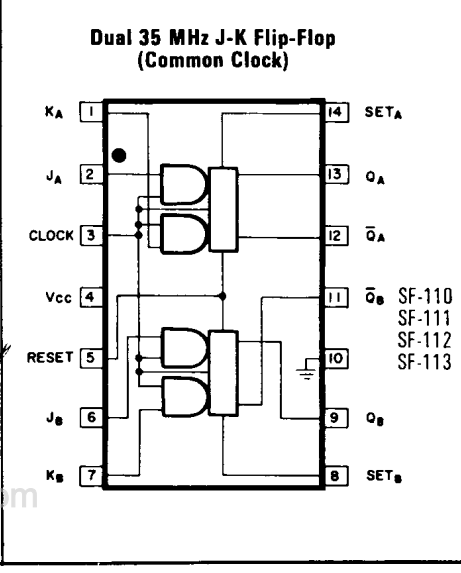 Dual 35 MHz J-K Flip-Flop
(Common Clock)
KA 1 14 SETA
JA 2 13 QA
CLOCK 3 12 Q̅A
Vcc 4 11 Q̅B SF-110
SF-111
SF-112
RESET 5 10 SF-113
JB 6 9 QB
KB 7 8 SETB
om